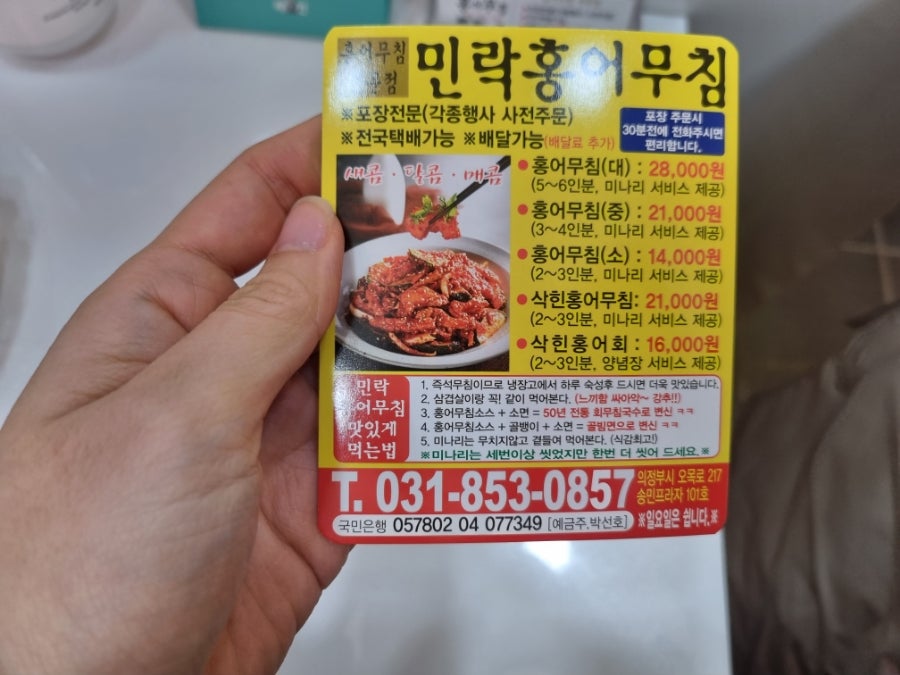 홍어무침
민락홍어무침
※포장전문(각종행사 사전주문)
※전국택배가능 ※배달가능(배달료 추가)
포장 주문시
30분전에 전화주시면
편리합니다.
새콤·달콤·매콤
●홍어무침(대) : 28,000원
(5~6인분, 미나리 서비스 제공)
●홍어무침(중) : 21,000원
(3~4인분, 미나리 서비스 제공)
●홍어무침(소) : 14,000원
(2~3인분, 미나리 서비스 제공)
●삭힌홍어무침: 21,000원
(2~3인분, 미나리 서비스 제공)
●삭힌홍어회 : 16,000원
(2~3인분, 양념장 서비스 제공)
민락
어무침
맛있게
먹는법
1. 즉석무침이므로 냉장고에서 하루 숙성후 드시면 더욱 맛있습니다.
2. 삼겹살이랑 꼭! 같이 먹어본다. (느끼함 싸아악~ 강추!!)
3. 홍어무침소스 + 소면 = 50년 전통 회무침국수로 변신 ㅋㅋ
4. 홍어무침소스 + 골뱅이 + 소면 = 골빔면으로 변신 ㅋㅋ
5. 미나리는 무치지않고 곁들여 먹어본다. (식감최고!)
※미나리는 세번이상 씻었지만 한번 더 씻어 드세요.※
T. 031-853-0857
의정부시 오목로 217
송민프라자 101호
※일요일은 쉽니다.※
국민은행 057802 04 077349 [예금주.박선호]